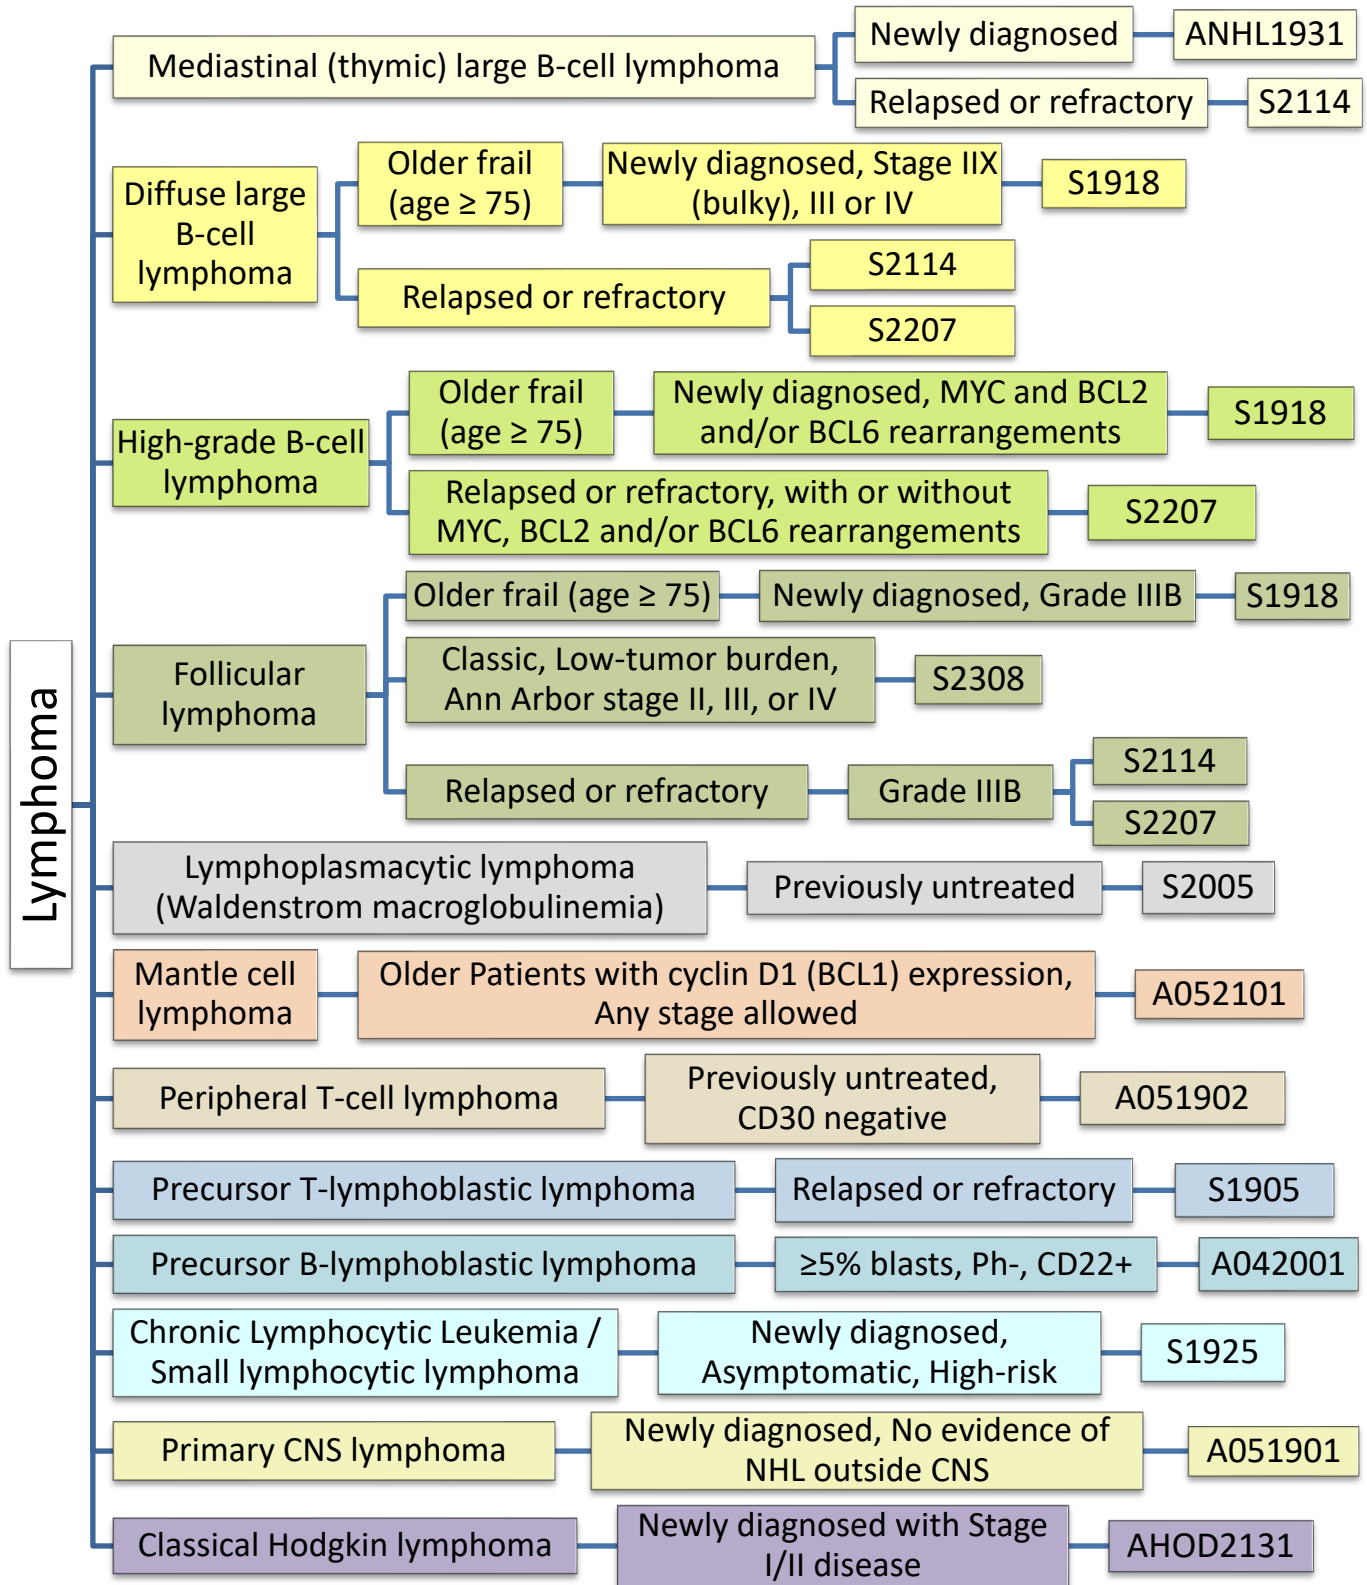 Lymphoma
Mediastinal (thymic) large B-cell lymphoma
Newly diagnosed
ANHL1931
Relapsed or refractory
S2114
Diffuse large
B-cell
lymphoma
Older frail
(age ≥ 75)
Newly diagnosed, Stage IIX
(bulky), III or IV
S1918
Relapsed or refractory
S2114
S2207
High-grade B-cell
lymphoma
Older frail
(age ≥ 75)
Newly diagnosed, MYC and BCL2
and/or BCL6 rearrangements
S1918
Relapsed or refractory, with or without
MYC, BCL2 and/or BCL6 rearrangements
S2207
Follicular
lymphoma
Older frail (age ≥ 75)
Newly diagnosed, Grade IIIB
S1918
Classic, Low-tumor burden,
Ann Arbor stage II, III, or IV
S2308
Relapsed or refractory
Grade IIIB
S2114
S2207
Lymphoplasmacytic lymphoma
(Waldenstrom macroglobulinemia)
Previously untreated
S2005
Mantle cell
lymphoma
Older Patients with cyclin D1 (BCL1) expression,
Any stage allowed
A052101
Peripheral T-cell lymphoma
Previously untreated,
CD30 negative
A051902
Precursor T-lymphoblastic lymphoma
Relapsed or refractory
S1905
Precursor B-lymphoblastic lymphoma
≥5% blasts, Ph-, CD22+
A042001
Chronic Lymphocytic Leukemia /
Small lymphocytic lymphoma
Newly diagnosed,
Asymptomatic, High-risk
S1925
Primary CNS lymphoma
Newly diagnosed, No evidence of
NHL outside CNS
A051901
Classical Hodgkin lymphoma
Newly diagnosed with Stage
I/II disease
AHOD2131